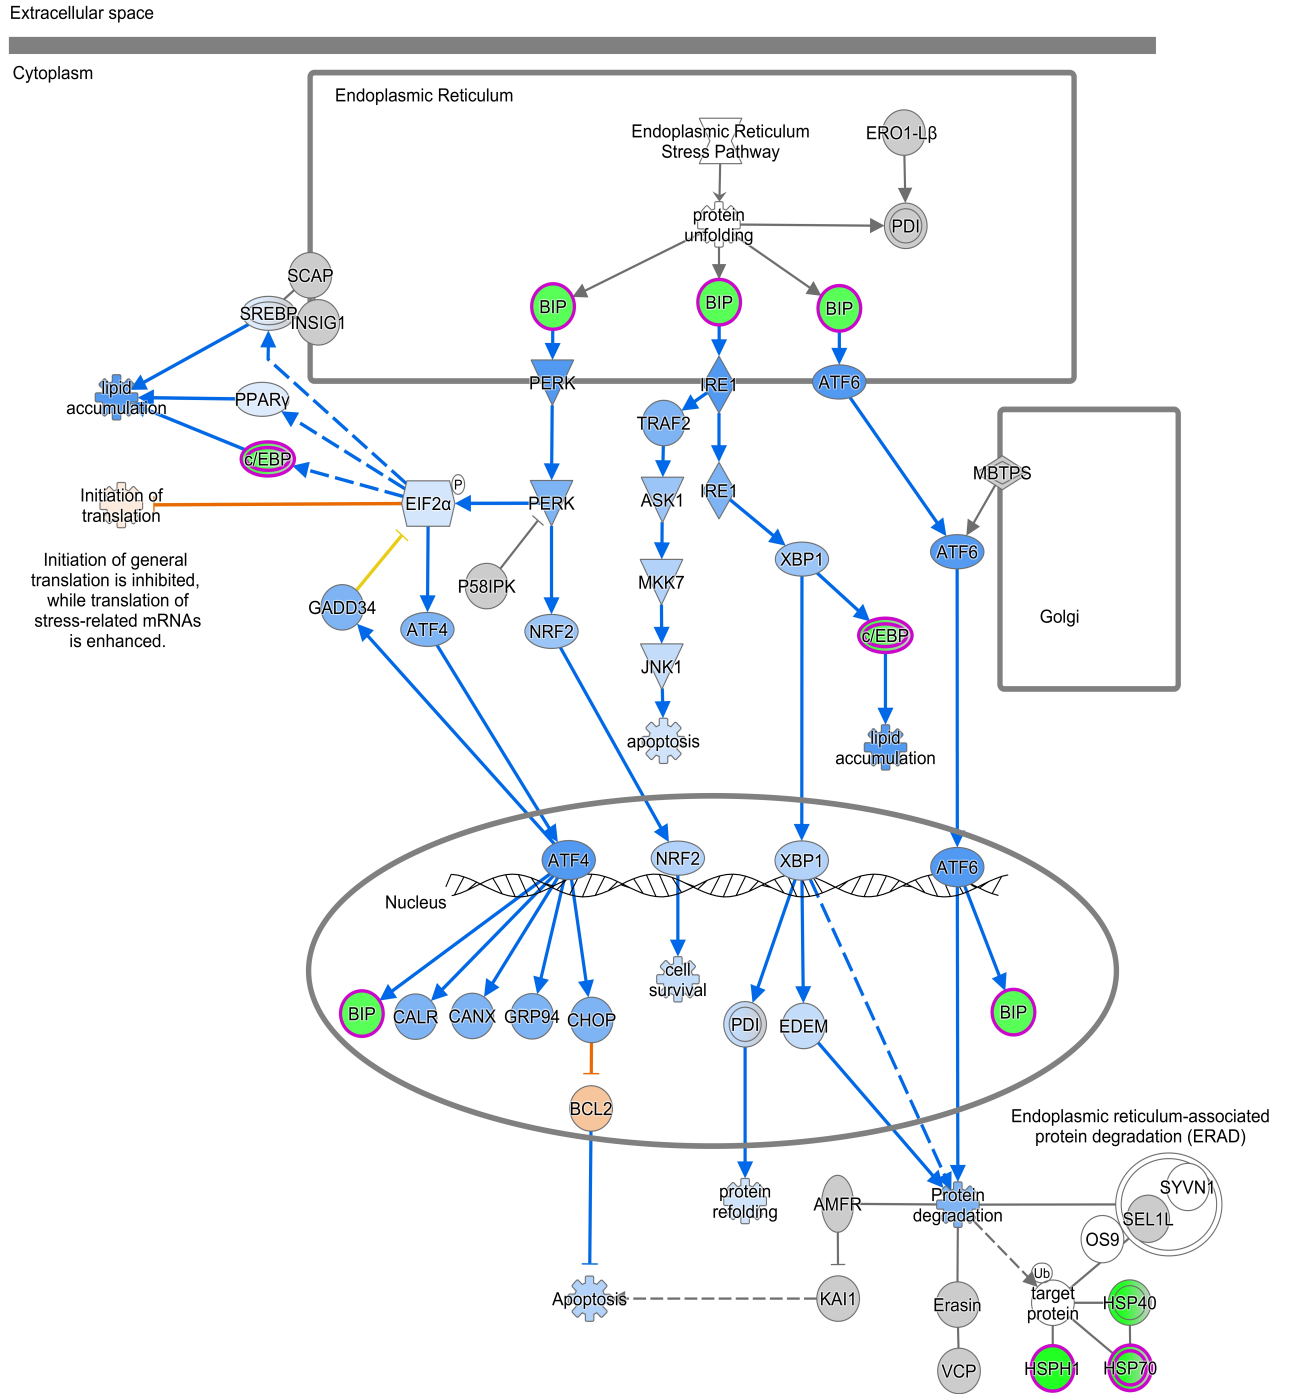 Extracellular space
Cytoplasm
Endoplasmic Reticulum
Endoplasmic Reticulum
Stress Pathway
ERO1-Lβ
protein
unfolding
PDI
SCAP
SREBP
INSIG1
BIP
BIP
BIP
PERK
IRE1
ATF6
lipid
accumulation
PPARγ
TRAF2
c/EBP
MBTPS
Initiation of
translation
EIF2α
P
PERK
ASK1
IRE1
Initiation of general
translation is inhibited,
while translation of
stress-related mRNAs
is enhanced.
XBP1
ATF6
P58IPK
MKK7
GADD34
ATF4
NRF2
c/EBP
Golgi
JNK1
apoptosis
lipid
accumulation
ATF4
NRF2
XBP1
ATF6
Nucleus
cell
survival
BIP
CALR
CANX
GRP94
CHOP
PDI
EDEM
BIP
BCL2
Endoplasmic reticulum-associated
protein degradation (ERAD)
protein
refolding
AMFR
Protein
degradation
SYVN1
SEL1L
OS9
Ub
target
protein
Apoptosis
KAI1
Erasin
HSP40
VCP
HSPH1
HSP70